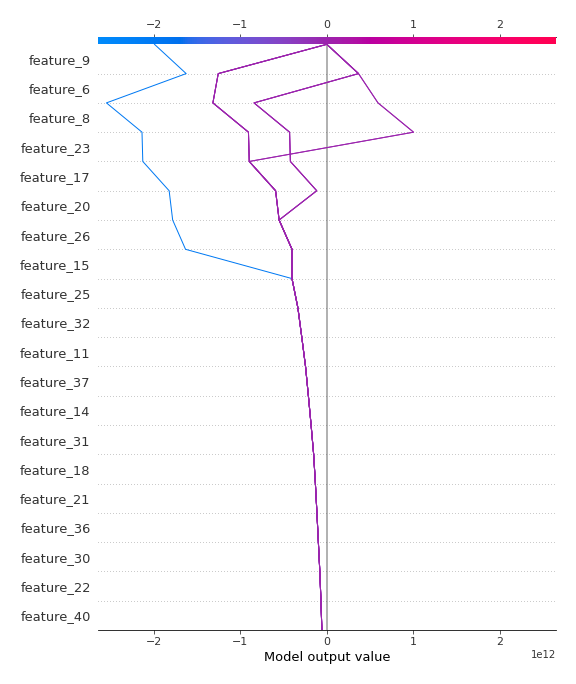 −2 −1 0 1 2
feature_9
feature_6
feature_8
feature_23
feature_17
feature_20
feature_26
feature_15
feature_25
feature_32
feature_11
feature_37
feature_14
feature_31
feature_18
feature_21
feature_36
feature_30
feature_22
feature_40
−2 −1 0 1 2
1e12
Model output value